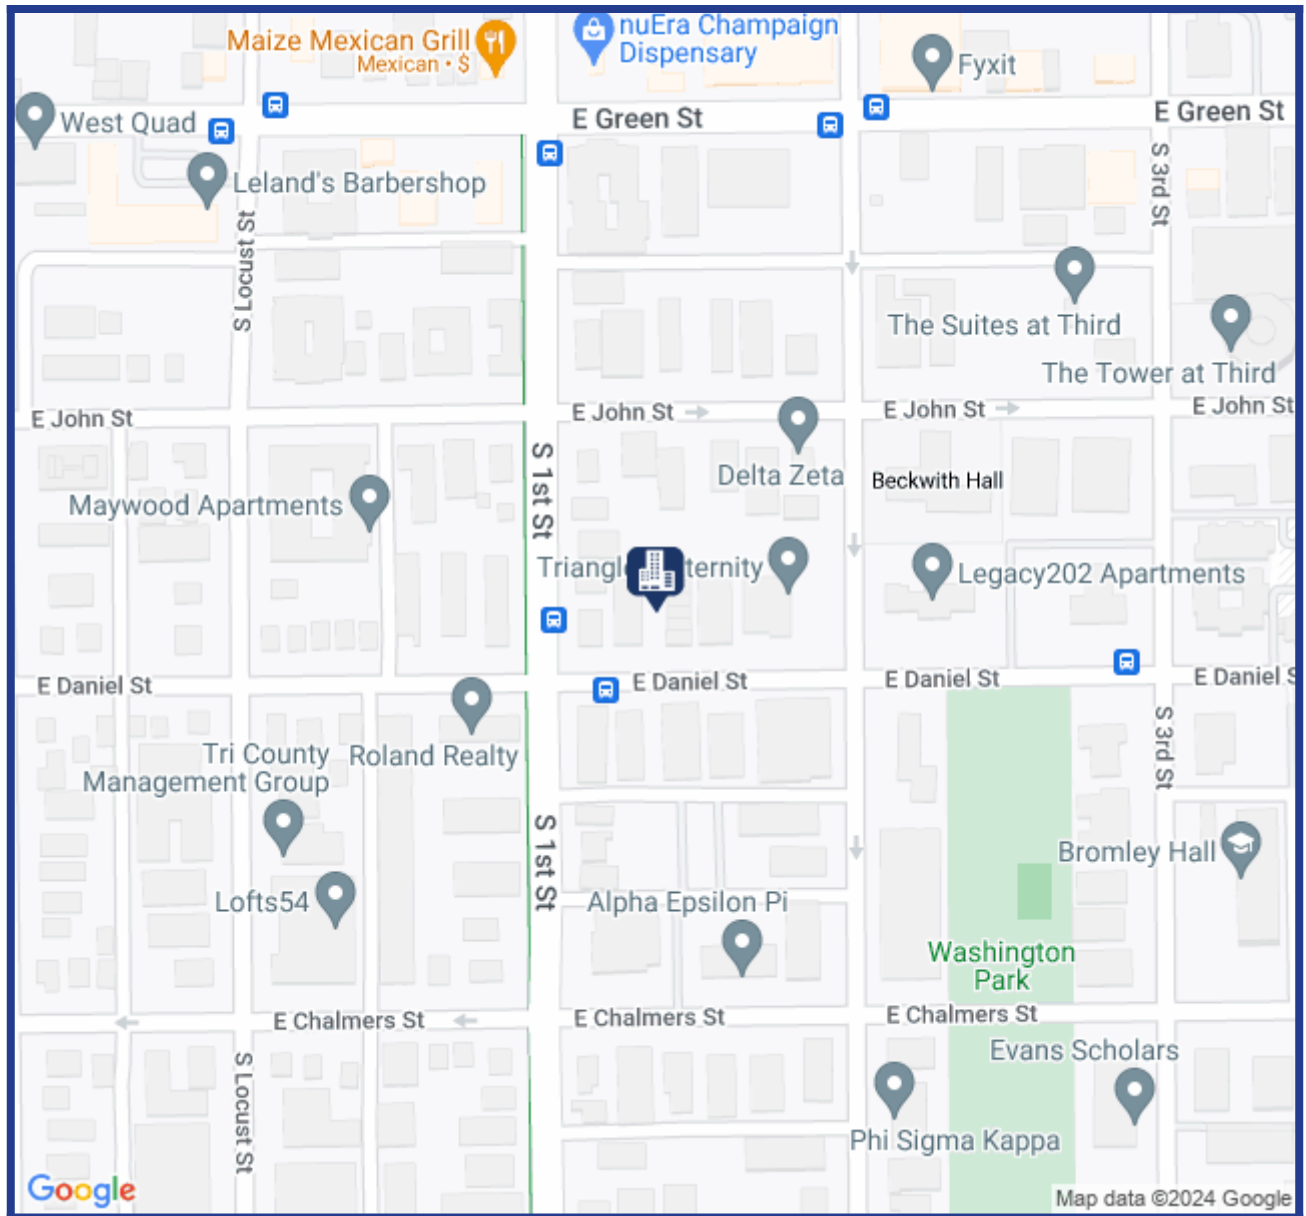 Maize Mexican Grill
Mexican • $
nuEra Champaign
Dispensary
Fyxit
West Quad
E Green St
E Green St
Leland's Barbershop
S 3rd St
S Locust St
The Suites at Third
The Tower at Third
E John St
E John St
E John St
E John St
S 1st St
Delta Zeta
Beckwith Hall
Maywood Apartments
Triangl
ternity
Legacy202 Apartments
E Daniel St
E Daniel St
E Daniel St
E Daniel S
S 3rd St
Tri County
Management Group
Roland Realty
S 1st St
Bromley Hall
Lofts54
Alpha Epsilon Pi
Washington
Park
E Chalmers St
E Chalmers St
E Chalmers St
Evans Scholars
S Locust St
Phi Sigma Kappa
Google
Map data ©2024 Google